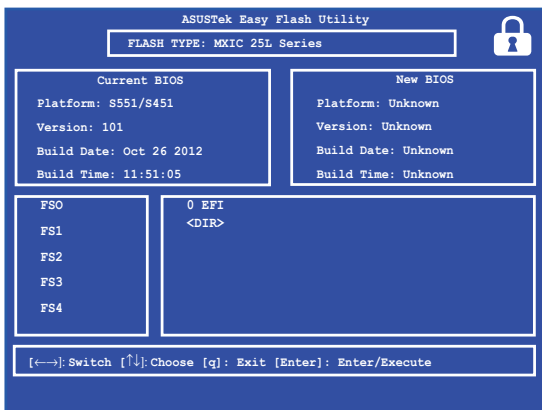 ASUSTek Easy Flash Utility
FLASH TYPE: MXIC 25L Series
Current BIOS
Platform: S551/S451
Version: 101
Build Date: Oct 26 2012
Build Time: 11:51:05
New BIOS
Platform: Unknown
Version: Unknown
Build Date: Unknown
Build Time: Unknown
FSO
FS1
FS2
FS3
FS4
0 EFI
<DIR>
[←→]: Switch [↑↓]: Choose [q]: Exit [Enter]: Enter/Execute